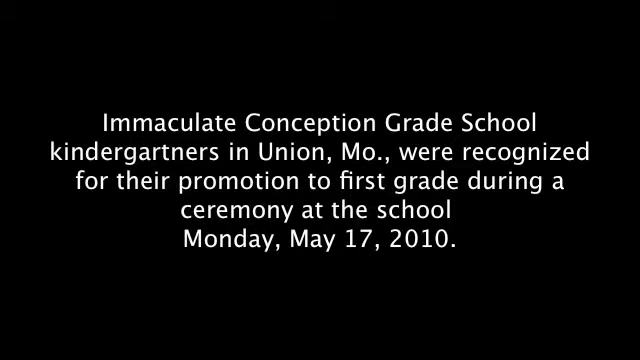 Immaculate Conception Grade School
kindergartners in Union, Mo., were recognized
for their promotion to first grade during a
ceremony at the school
Monday, May 17, 2010.